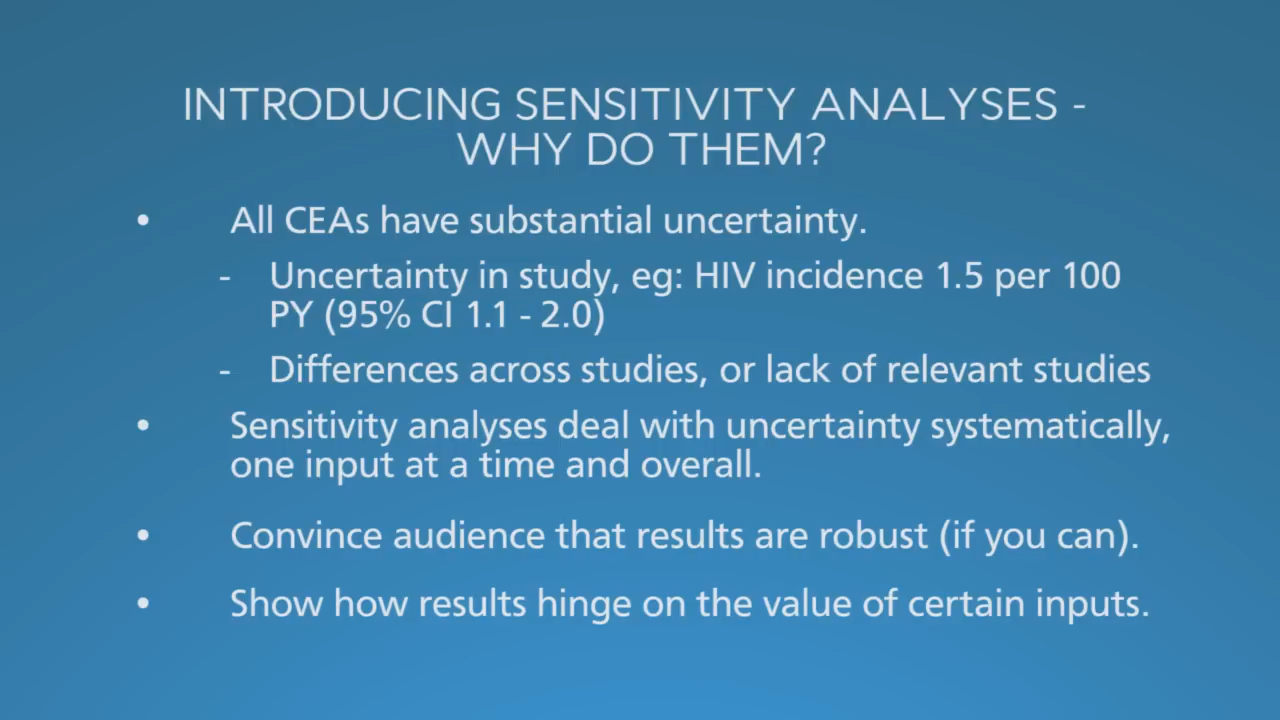 INTRODUCING SENSITIVITY ANALYSES -
WHY DO THEM?
• All CEAs have substantial uncertainty.
- Uncertainty in study, eg: HIV incidence 1.5 per 100
PY (95% CI 1.1 - 2.0)
- Differences across studies, or lack of relevant studies
• Sensitivity analyses deal with uncertainty systematically,
one input at a time and overall.
• Convince audience that results are robust (if you can).
• Show how results hinge on the value of certain inputs.